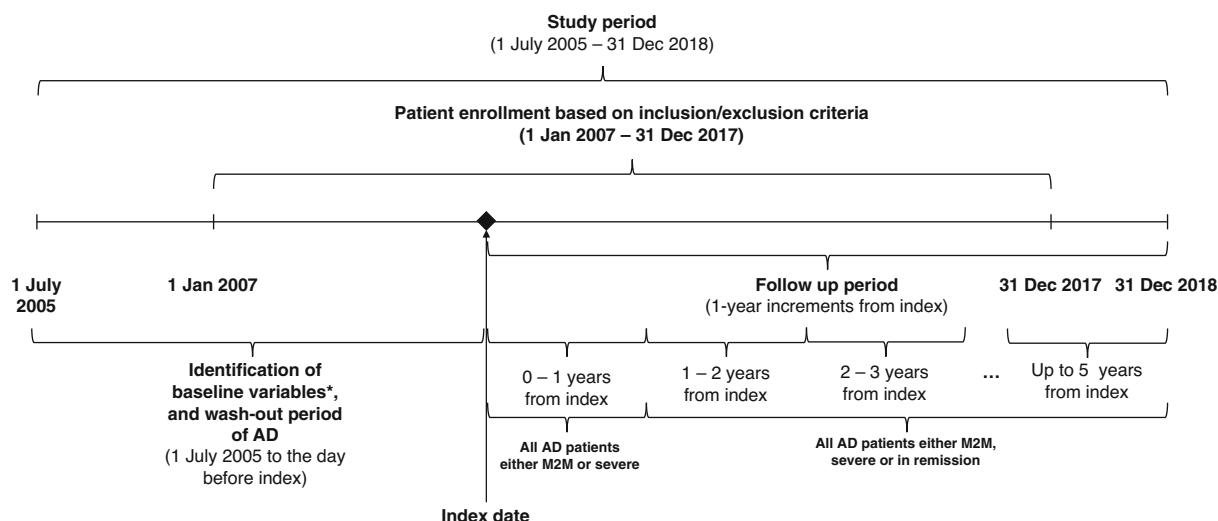 Study period
(1 July 2005 – 31 Dec 2018)
Patient enrollment based on inclusion/exclusion criteria
(1 Jan 2007 – 31 Dec 2017)
1 July
2005
1 Jan 2007
Follow up period
(1-year increments from index)
31 Dec 2017
31 Dec 2018
Identification of
baseline variables*,
and wash-out period
of AD
(1 July 2005 to the day
before index)
0 – 1 years
from index
1 – 2 years
from index
2 – 3 years
from index
...
Up to 5 years
from index
All AD patients
either M2M or severe
All AD patients either M2M,
severe or in remission
Index date